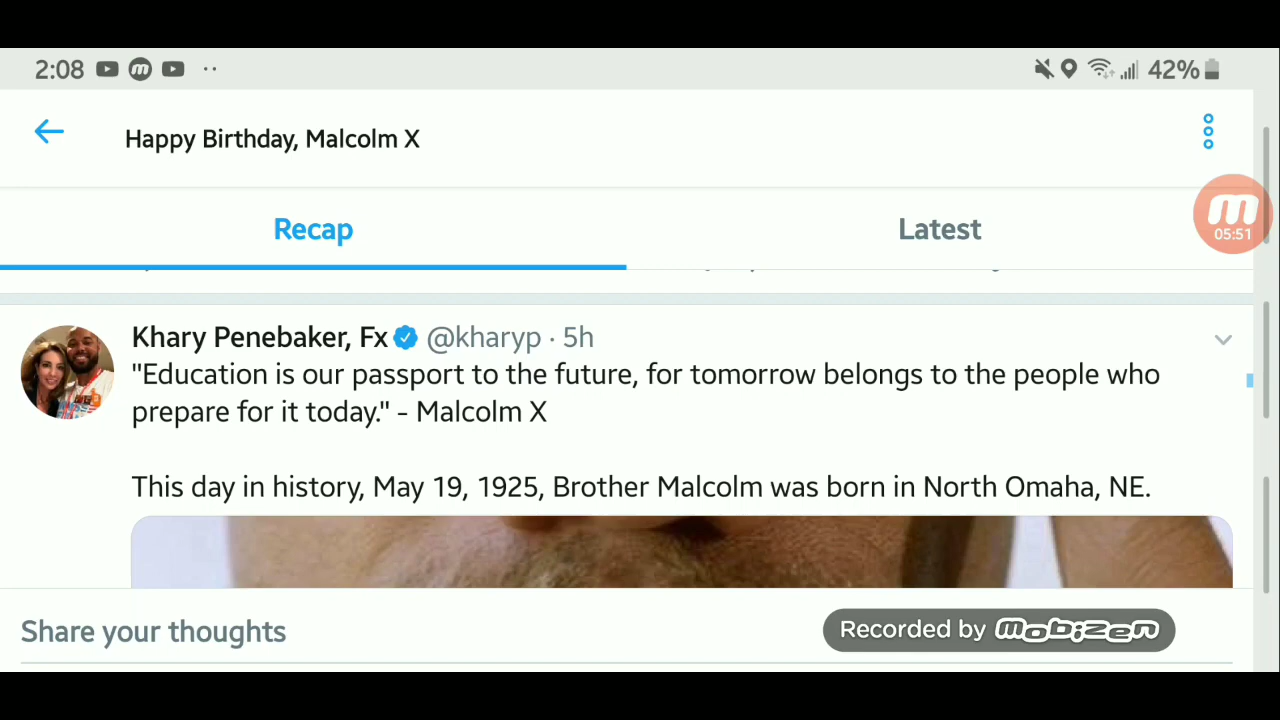 2:08
42%
Happy Birthday, Malcolm X
Recap
Latest
05:51
Khary Penebaker, Fx @kharyp · 5h
"Education is our passport to the future, for tomorrow belongs to the people who
prepare for it today." - Malcolm X
This day in history, May 19, 1925, Brother Malcolm was born in North Omaha, NE.
Share your thoughts
Recorded by mobizen